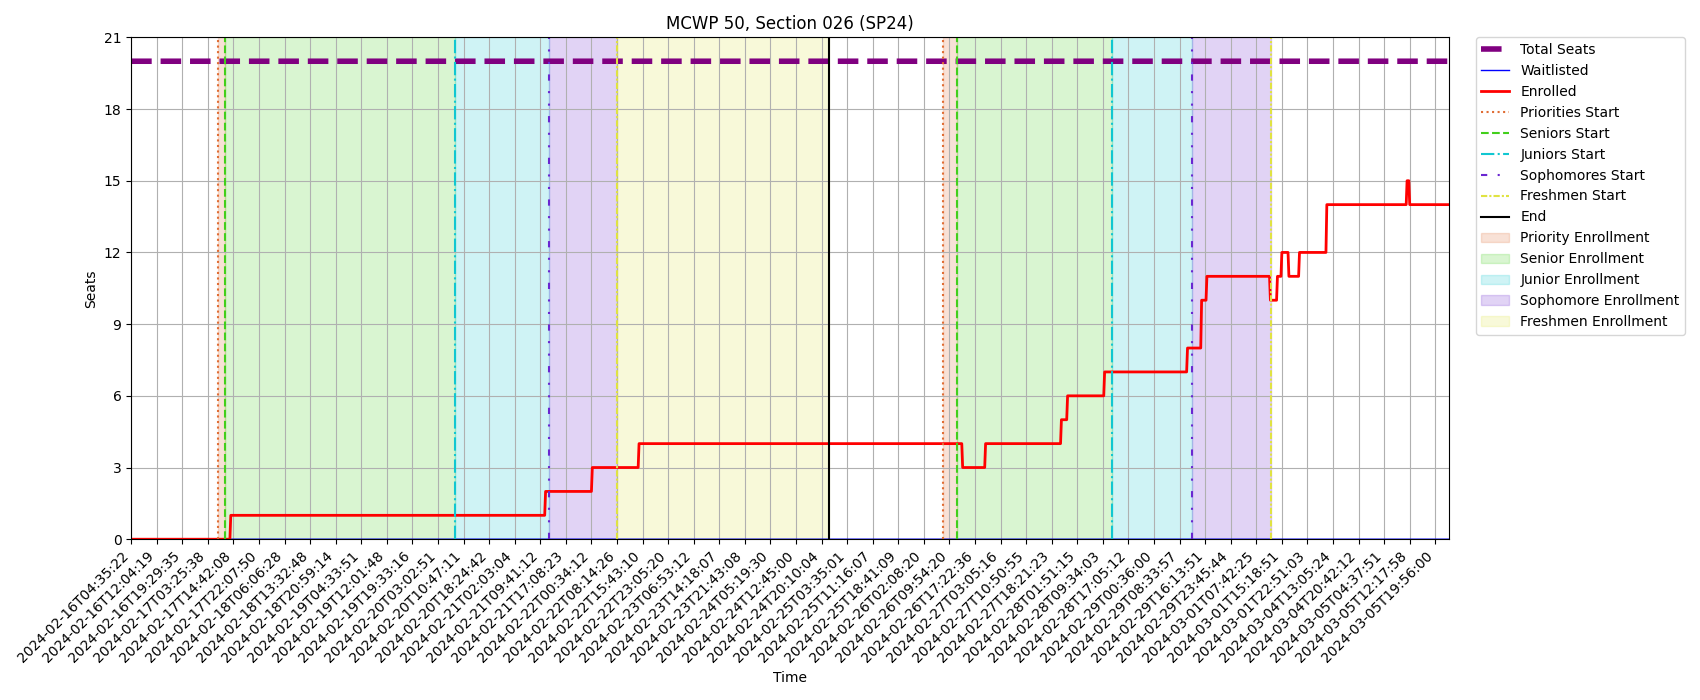 MCWP 50, Section 026 (SP24)
21
18
15
12
9
6
3
0
Seats
2024-02-16T04:35:22
2024-02-16T12:04:19
2024-02-16T19:29:35
2024-02-17T03:25:38
2024-02-17T14:42:08
2024-02-17T22:07:50
2024-02-18T06:06:28
2024-02-18T13:32:48
2024-02-18T20:59:14
2024-02-19T04:33:51
2024-02-19T12:01:48
2024-02-19T19:33:16
2024-02-20T03:02:51
2024-02-20T10:47:11
2024-02-20T18:24:42
2024-02-21T02:03:04
2024-02-21T09:41:12
2024-02-21T17:08:23
2024-02-22T00:34:12
2024-02-22T08:14:26
2024-02-22T15:43:10
2024-02-22T23:05:20
2024-02-23T06:53:12
2024-02-23T14:18:07
2024-02-23T21:43:08
2024-02-24T05:19:30
2024-02-24T12:45:00
2024-02-24T20:10:04
2024-02-25T03:35:01
2024-02-25T11:16:07
2024-02-25T18:41:09
2024-02-26T02:08:20
2024-02-26T09:54:20
2024-02-26T17:22:36
2024-02-27T03:05:16
2024-02-27T10:50:55
2024-02-27T18:21:23
2024-02-28T01:51:15
2024-02-28T09:34:03
2024-02-28T17:05:12
2024-02-29T00:36:00
2024-02-29T08:33:57
2024-02-29T16:13:51
2024-02-29T23:45:44
2024-03-01T07:42:25
2024-03-01T15:18:51
2024-03-01T22:51:03
2024-03-04T13:05:24
2024-03-04T20:42:12
2024-03-05T04:37:51
2024-03-05T12:17:58
2024-03-05T19:56:00
Time
Total Seats
Waitlisted
Enrolled
Priorities Start
Seniors Start
Juniors Start
Sophomores Start
Freshmen Start
End
Priority Enrollment
Senior Enrollment
Junior Enrollment
Sophomore Enrollment
Freshmen Enrollment